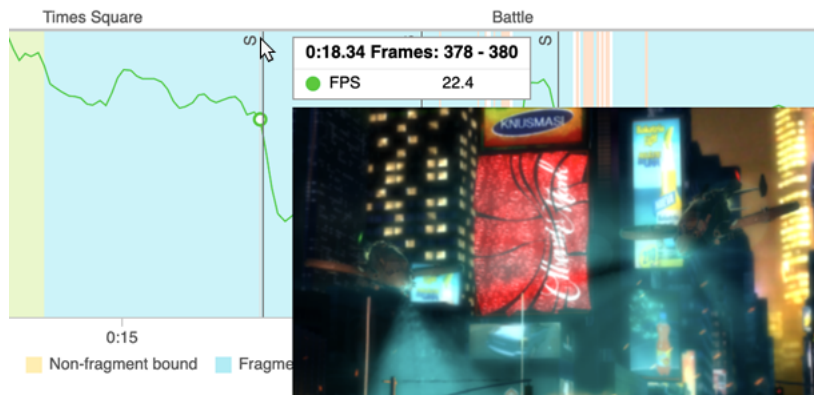 Times Square
Battle
S
S
0:18.34 Frames: 378 - 380
FPS
22.4
KNUSMASI
0:15
Non-fragment bound
Fragme